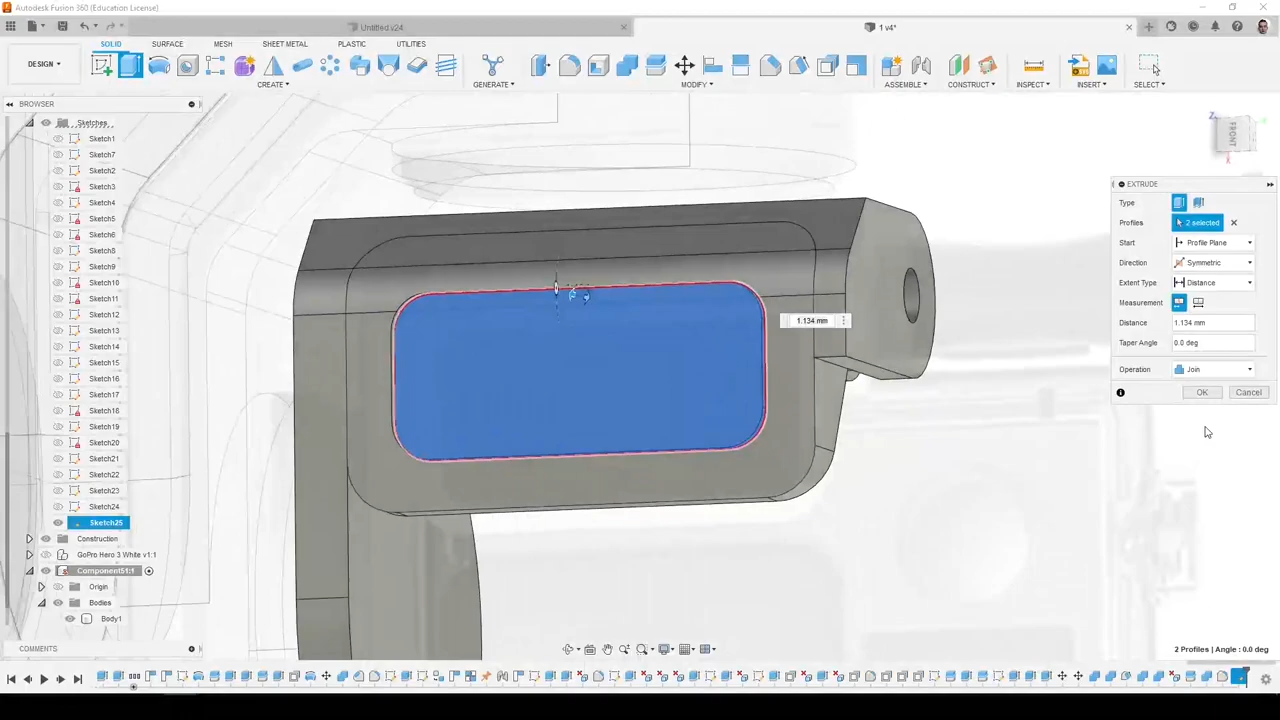 Autodesk Fusion 360 (Education License)
Untitled v24
1 v4*
SOLID SURFACE MESH SHEET METAL PLASTIC UTILITIES
DESIGN
CREATE GENERATE MODIFY ASSEMBLE CONSTRUCT INSPECT INSERT SELECT
BROWSER
Sketches
Sketch1
Sketch7
Sketch2
Sketch3
Sketch4
Sketch5
Sketch6
Sketch8
Sketch9
Sketch10
Sketch11
Sketch12
Sketch13
Sketch14
Sketch15
Sketch16
Sketch17
Sketch18
Sketch19
Sketch20
Sketch21
Sketch22
Sketch23
Sketch24
Sketch25
Construction
GoPro Hero 3 White v1:1
Component51:1
Origin
Bodies
Body1
COMMENTS
1.134 mm
FRONT
Z
X
EXTRUDE
Type
Profiles 2 selected
Start Profile Plane
Direction Symmetric
Extent Type Distance
Measurement
Distance 1.134 mm
Taper Angle 0.0 deg
Operation Join
OK Cancel
2 Profiles | Angle : 0.0 deg